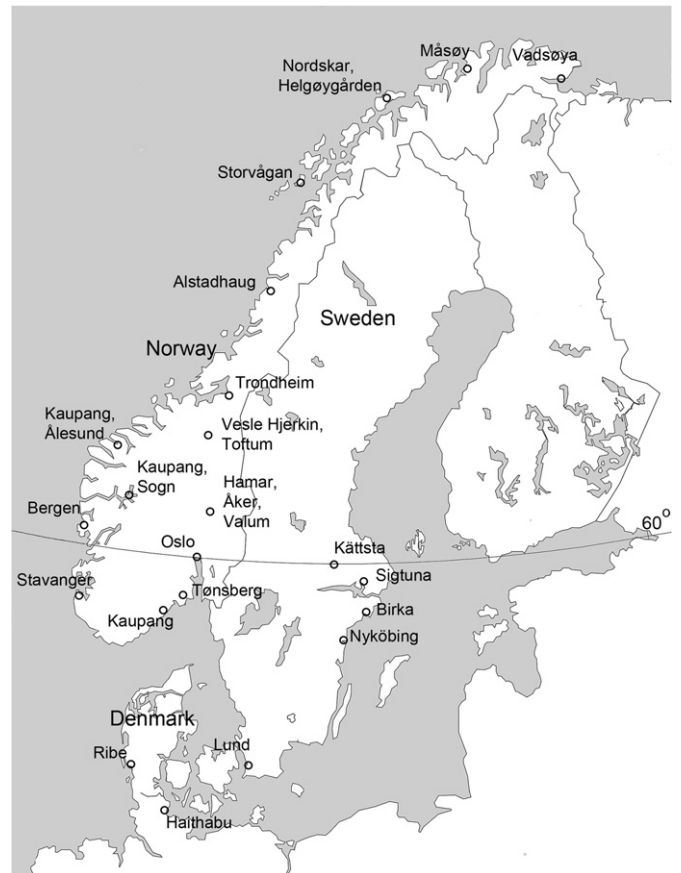 Måsøy
Vadsøya
Nordskar,
Helgøygården
Storvågan
Alstadhaug
Sweden
Norway
Trondheim
Kaupang,
Ålesund
Vesle Hjerkin,
Toftum
Kaupang,
Sogn
Hamar,
Åker,
Valum
Bergen
60°
Oslo
Kättsta
Stavanger
Sigtuna
Tønsberg
Kaupang
Birka
Nyköbing
Denmark
Ribe
Lund
Haithabu